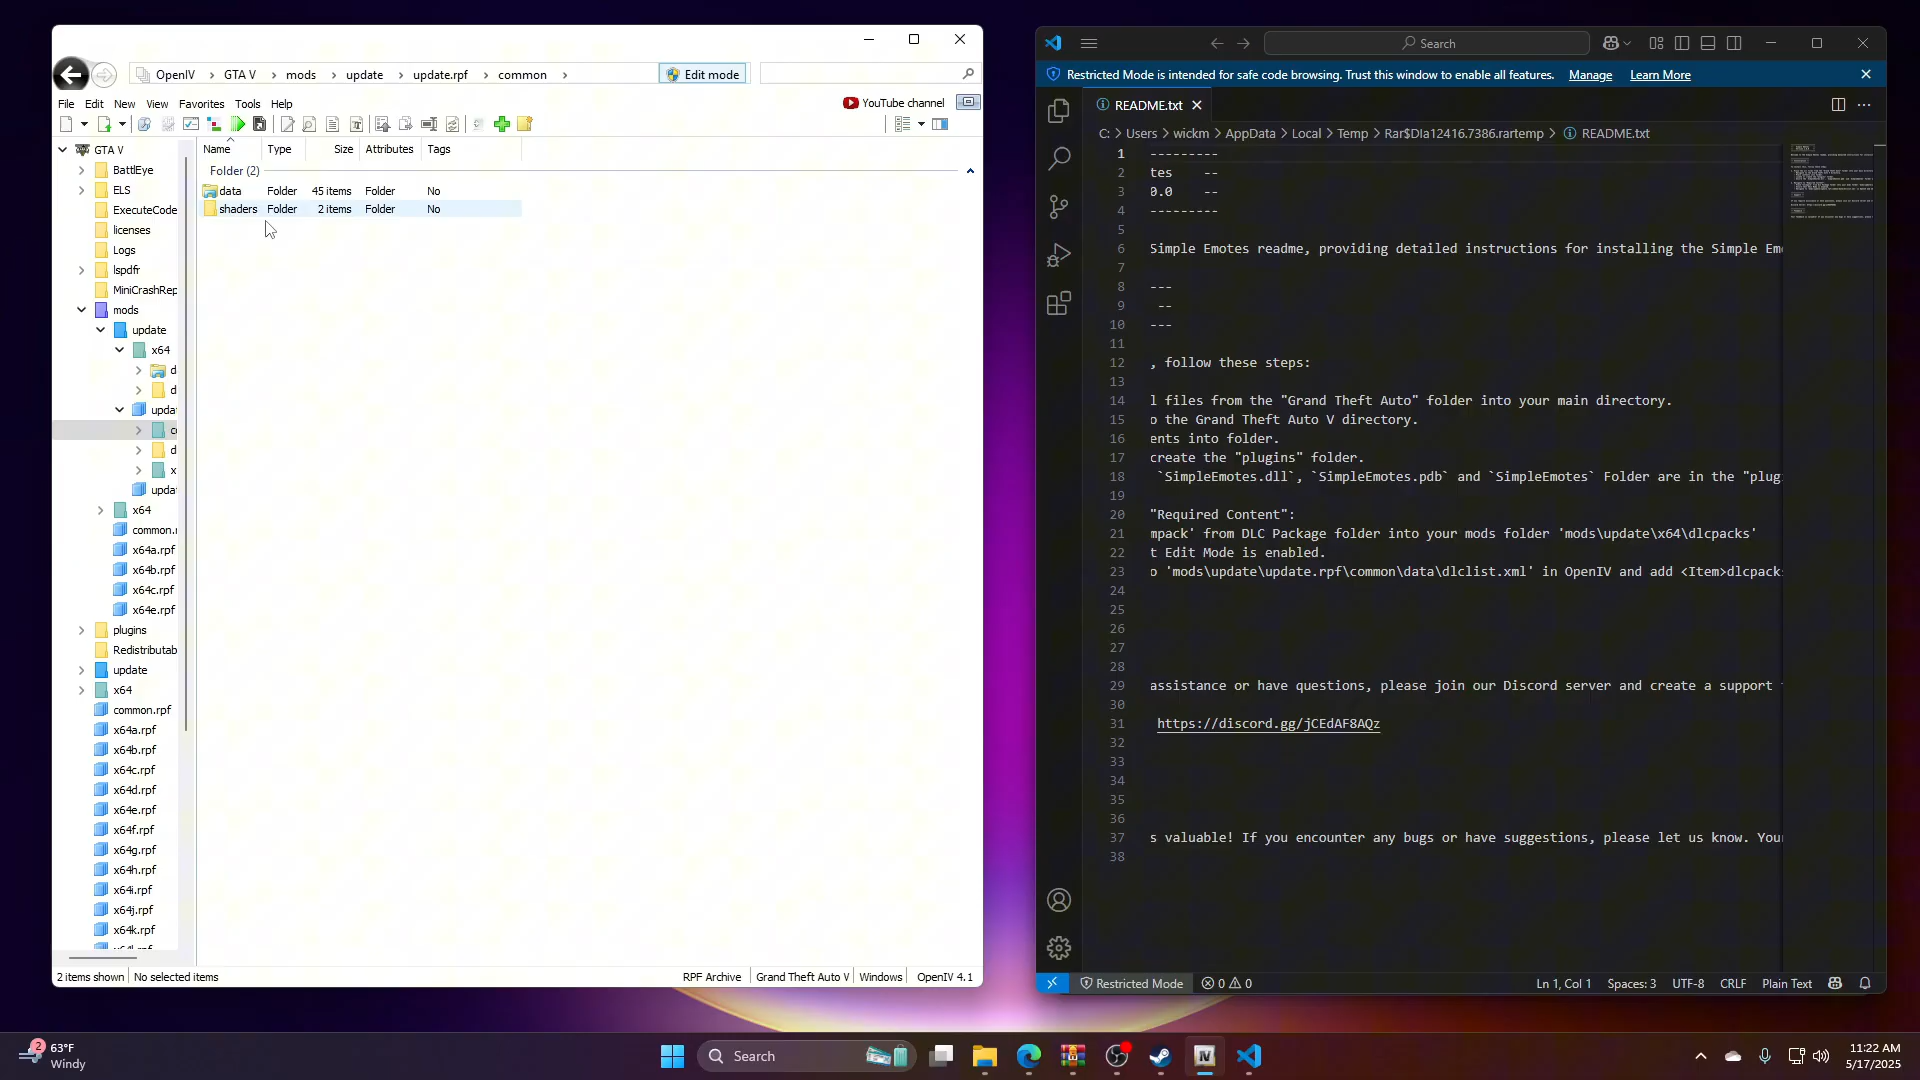 OpenIV
GTA V
mods
update
update.rpf
common
Edit mode
File
Edit
New
View
Favorites
Tools
Help
YouTube channel
GTA V
BattlEye
ELS
ExecuteCode
licenses
Logs
lspdfr
MiniCrashRep
mods
update
x64
d
d
upda
c
d
x
upda
x64
common.r
x64a.rpf
x64b.rpf
x64c.rpf
x64e.rpf
plugins
Redistributab
update
x64
common.rpf
x64a.rpf
x64b.rpf
x64c.rpf
x64d.rpf
x64e.rpf
x64f.rpf
x64g.rpf
x64h.rpf
x64i.rpf
x64j.rpf
x64k.rpf
Name Type Size Attributes Tags
Folder (2)
data Folder 45 items Folder No
shaders Folder 2 items Folder No
2 items shown No selected items
RPF Archive Grand Theft Auto V Windows OpenIV 4.1
Search
Restricted Mode is intended for safe code browsing. Trust this window to enable all features. Manage Learn More
README.txt
C: > Users > wickm > AppData > Local > Temp > Rar$DIa12416.7386.rartemp > README.txt
1 ---------
2 tes --
3 0.0 --
4 ---------
5
6 Simple Emotes readme, providing detailed instructions for installing the Simple Em
7
8 ---
9 --
10 ---
11
12 , follow these steps:
13
14 l files from the "Grand Theft Auto" folder into your main directory.
15 o the Grand Theft Auto V directory.
16 ents into folder.
17 create the "plugins" folder.
18 `SimpleEmotes.dll`, `SimpleEmotes.pdb` and `SimpleEmotes` Folder are in the "plug
19
20 "Required Content":
21 mpack' from DLC Package folder into your mods folder 'mods\update\x64\dlcpacks'
22 t Edit Mode is enabled.
23 o 'mods\update\update.rpf\common\data\dlclist.xml' in OpenIV and add <Item>dlcpack
24
25
26
27
28
29 assistance or have questions, please join our Discord server and create a support
30
31 https://discord.gg/jCEdAF8AQz
32
33
34
35
36
37 s valuable! If you encounter any bugs or have suggestions, please let us know. You
38
Restricted Mode 0 0
Ln 1, Col 1 Spaces: 3 UTF-8 CRLF Plain Text
2
63°F
Windy
Search
IV
11:22 AM
5/17/2025